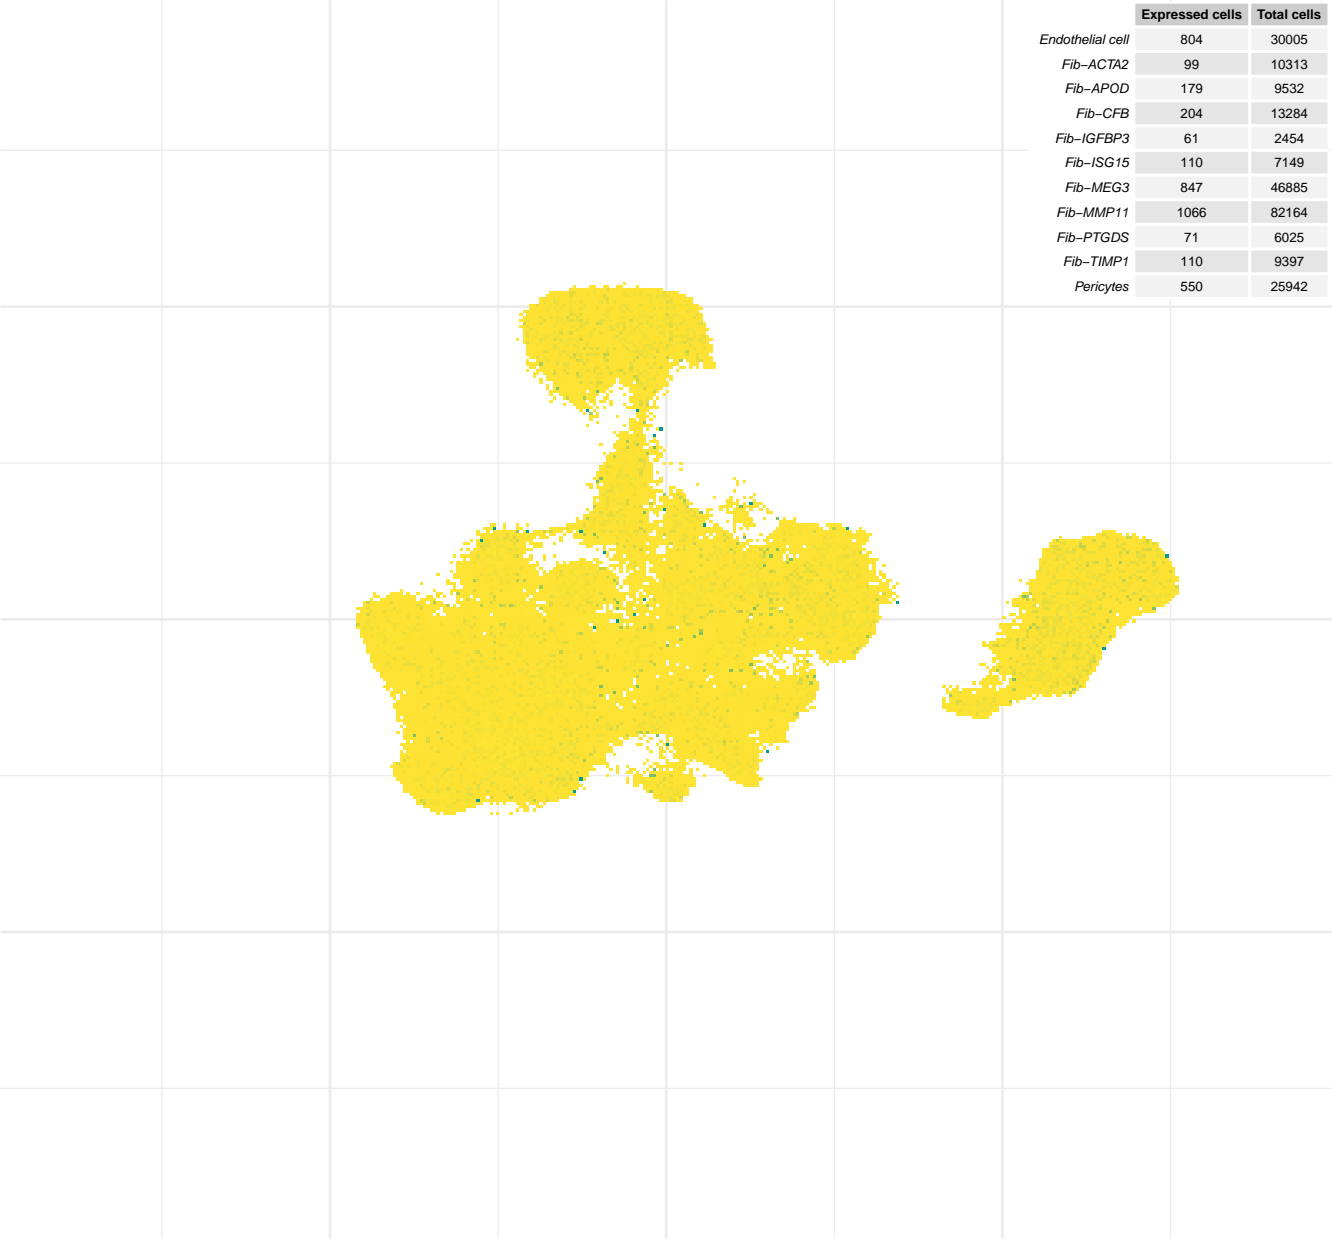 Expressed cells Total cells
Endothelial cell 804 30005
Fib−ACTA2 99 10313
Fib−APOD 179 9532
Fib−CFB 204 13284
Fib−IGFBP3 61 2454
Fib−ISG15 110 7149
Fib−MEG3 847 46885
Fib−MMP11 1066 82164
Fib−PTGDS 71 6025
Fib−TIMP1 110 9397
Pericytes 550 25942